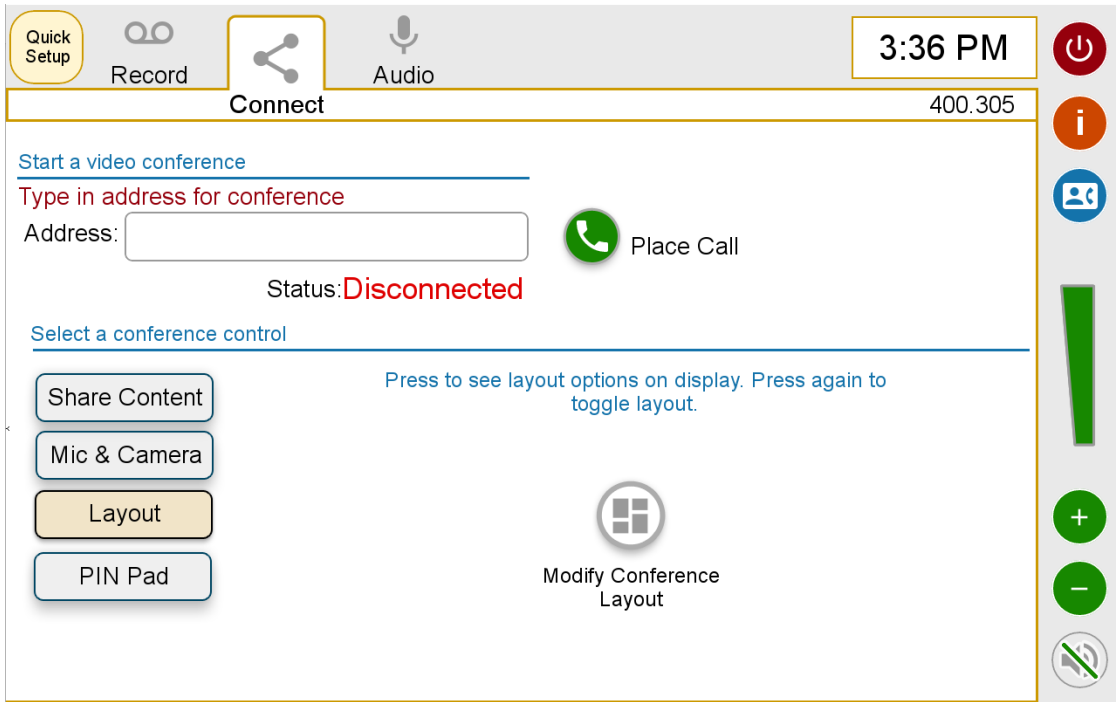 Quick
Setup
Record
Audio
3:36 PM
Connect
400.305
i
Start a video conference
Type in address for conference
Address:
Place Call
Status:Disconnected
Select a conference control
Share Content
Press to see layout options on display. Press again to
toggle layout.
Mic & Camera
Layout
PIN Pad
Modify Conference
Layout
+
−